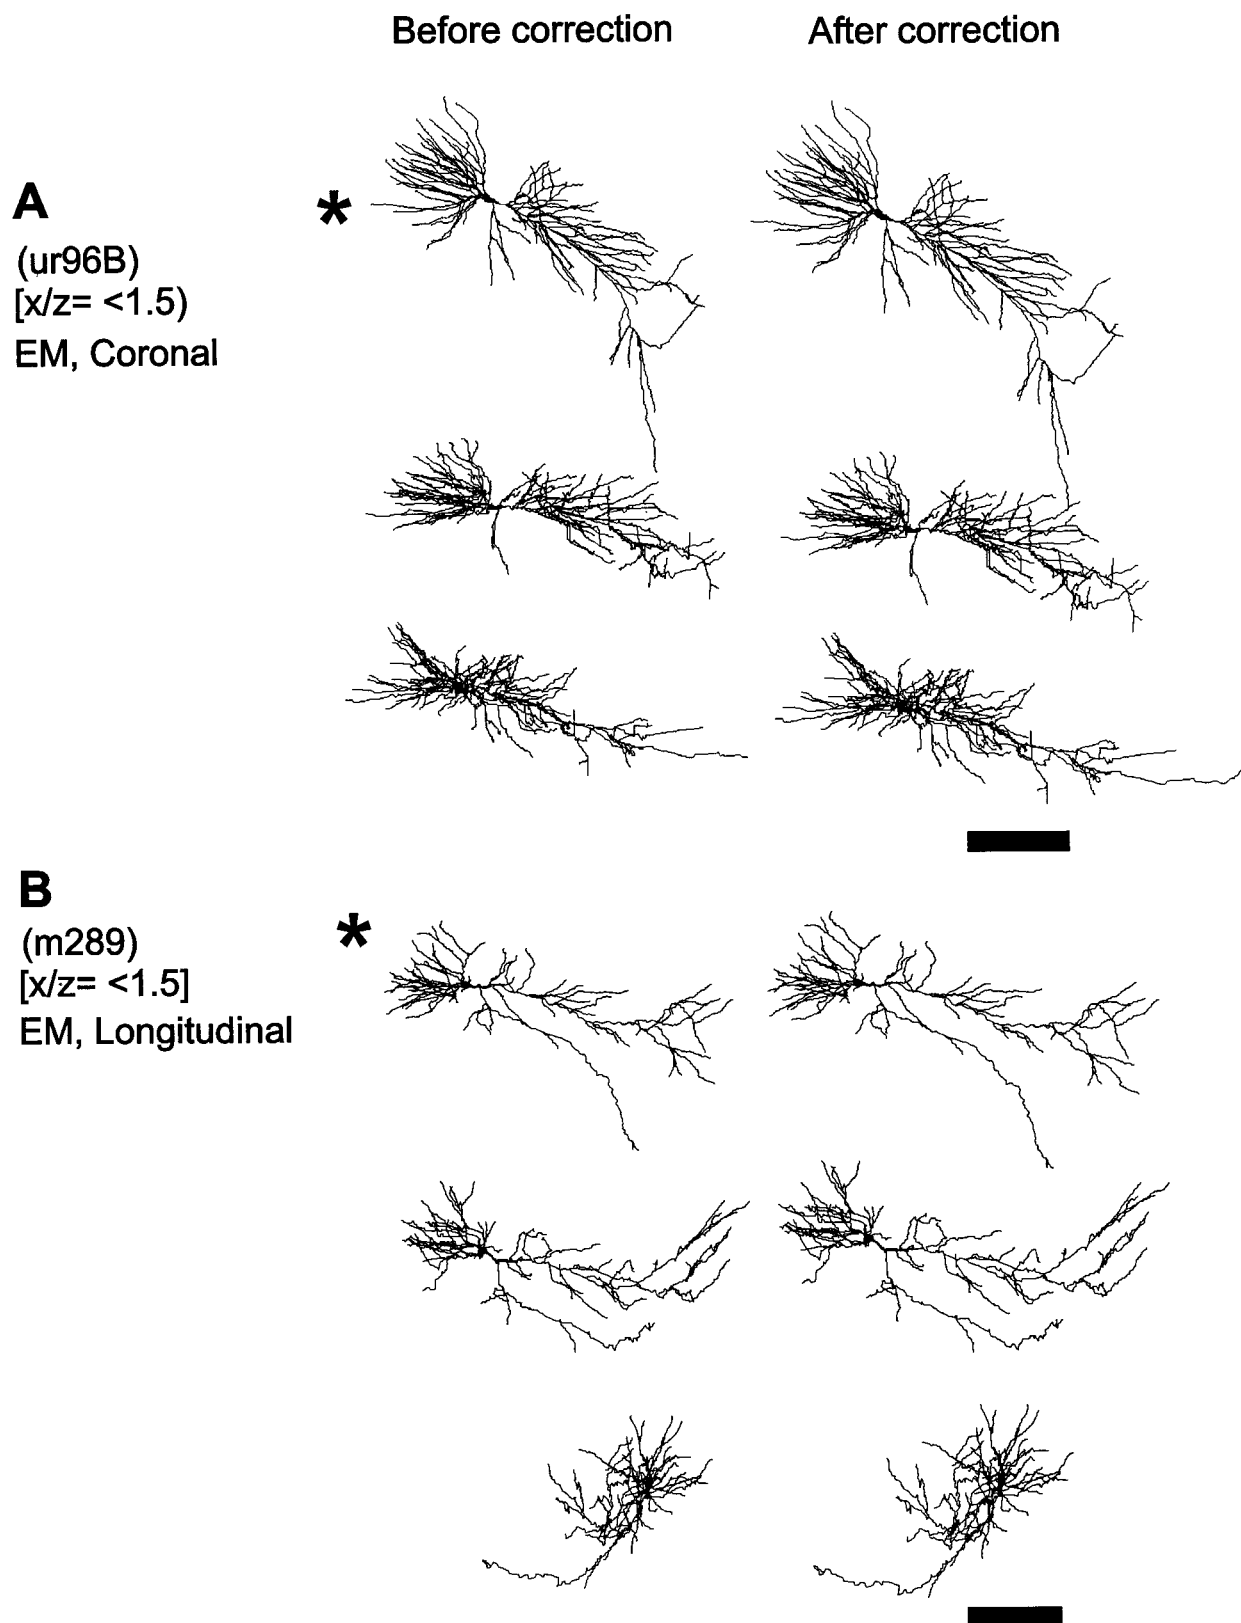 Before correction After correction
A
*
(ur96B)
[x/z= <1.5)
EM, Coronal
B
*
(m289)
[x/z= <1.5]
EM, Longitudinal